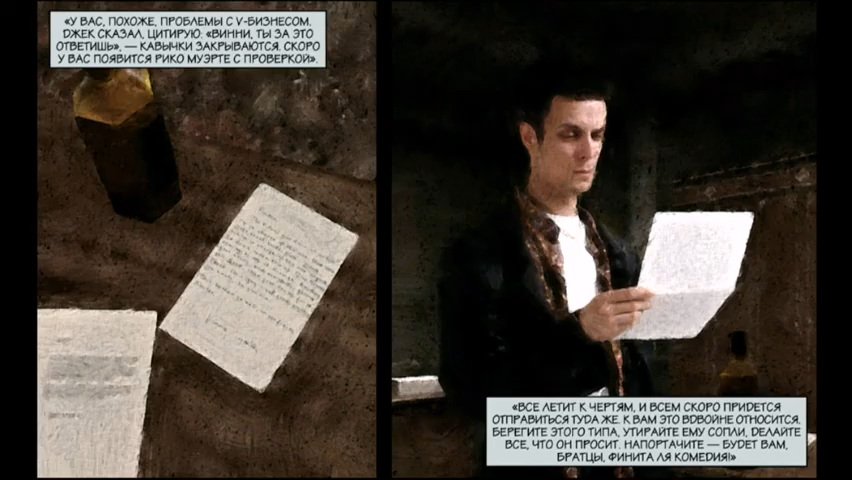 «У ВАС, ПОХОЖЕ, ПРОБЛЕМЫ С V-БИЗНЕСОМ.
ДЖЕК СКАЗАЛ, ЦИТИРУЮ: «ВИННИ, ТЫ ЗА ЭТО
ОТВЕТИШЬ», — КАВЫЧКИ ЗАКРЫВАЮТСЯ. СКОРО
У ВАС ПОЯВИТСЯ РИКО МУЭРТЕ С ПРОВЕРКОЙ».
«ВСЕ ЛЕТИТ К ЧЕРТЯМ, И ВСЕМ СКОРО ПРИДЕТСЯ
ОТПРАВИТЬСЯ ТУДА ЖЕ. К ВАМ ЭТО ВДВОЙНЕ ОТНОСИТСЯ.
БЕРЕГИТЕ ЭТОГО ТИПА, УТИРАЙТЕ ЕМУ СОПЛИ, ДЕЛАЙТЕ
ВСЕ, ЧТО ОН ПРОСИТ. НАПОРТАЧИТЕ — БУДЕТ ВАМ,
БРАТЦЫ, ФИНИТА ЛЯ КОМЕДИЯ!»